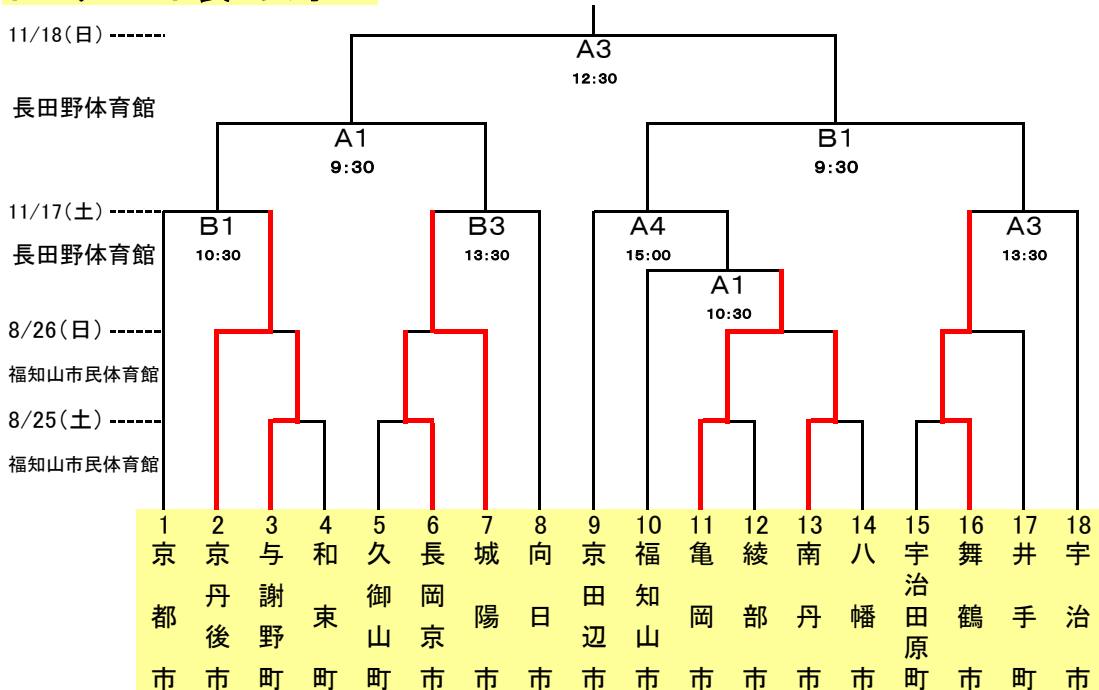 11/18(日)
A3
12:30
長田野体育館
A1
9:30
B1
9:30
11/17(土)
長田野体育館
B1
10:30
B3
13:30
A4
15:00
A3
13:30
A1
10:30
8/26(日)
福知山市民体育館
8/25(土)
福知山市民体育館
1 京都市
2 京丹後市
3 与謝野町
4 和東町
5 久御山町
6 長岡京市
7 城陽市
8 向日市
9 京田辺市
10 福知山市
11 亀岡市
12 綾部市
13 南丹市
14 八幡市
15 宇治田原町
16 舞鶴市
17 井手町
18 宇治市